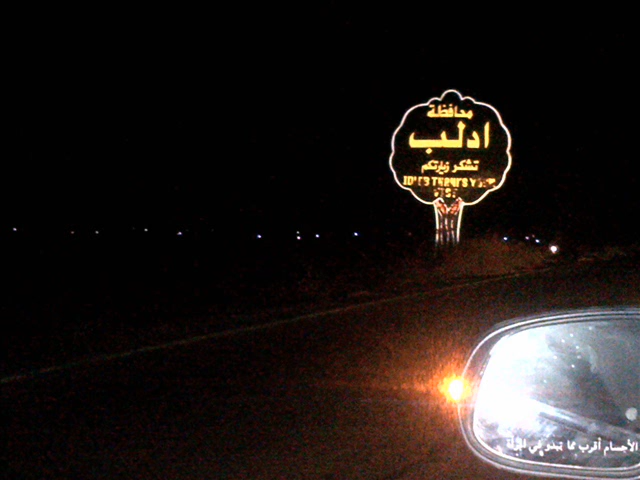 محافظة
ادلب
تشكر زيارتكم
الأجسام أقرب مما تبدو في المرآة